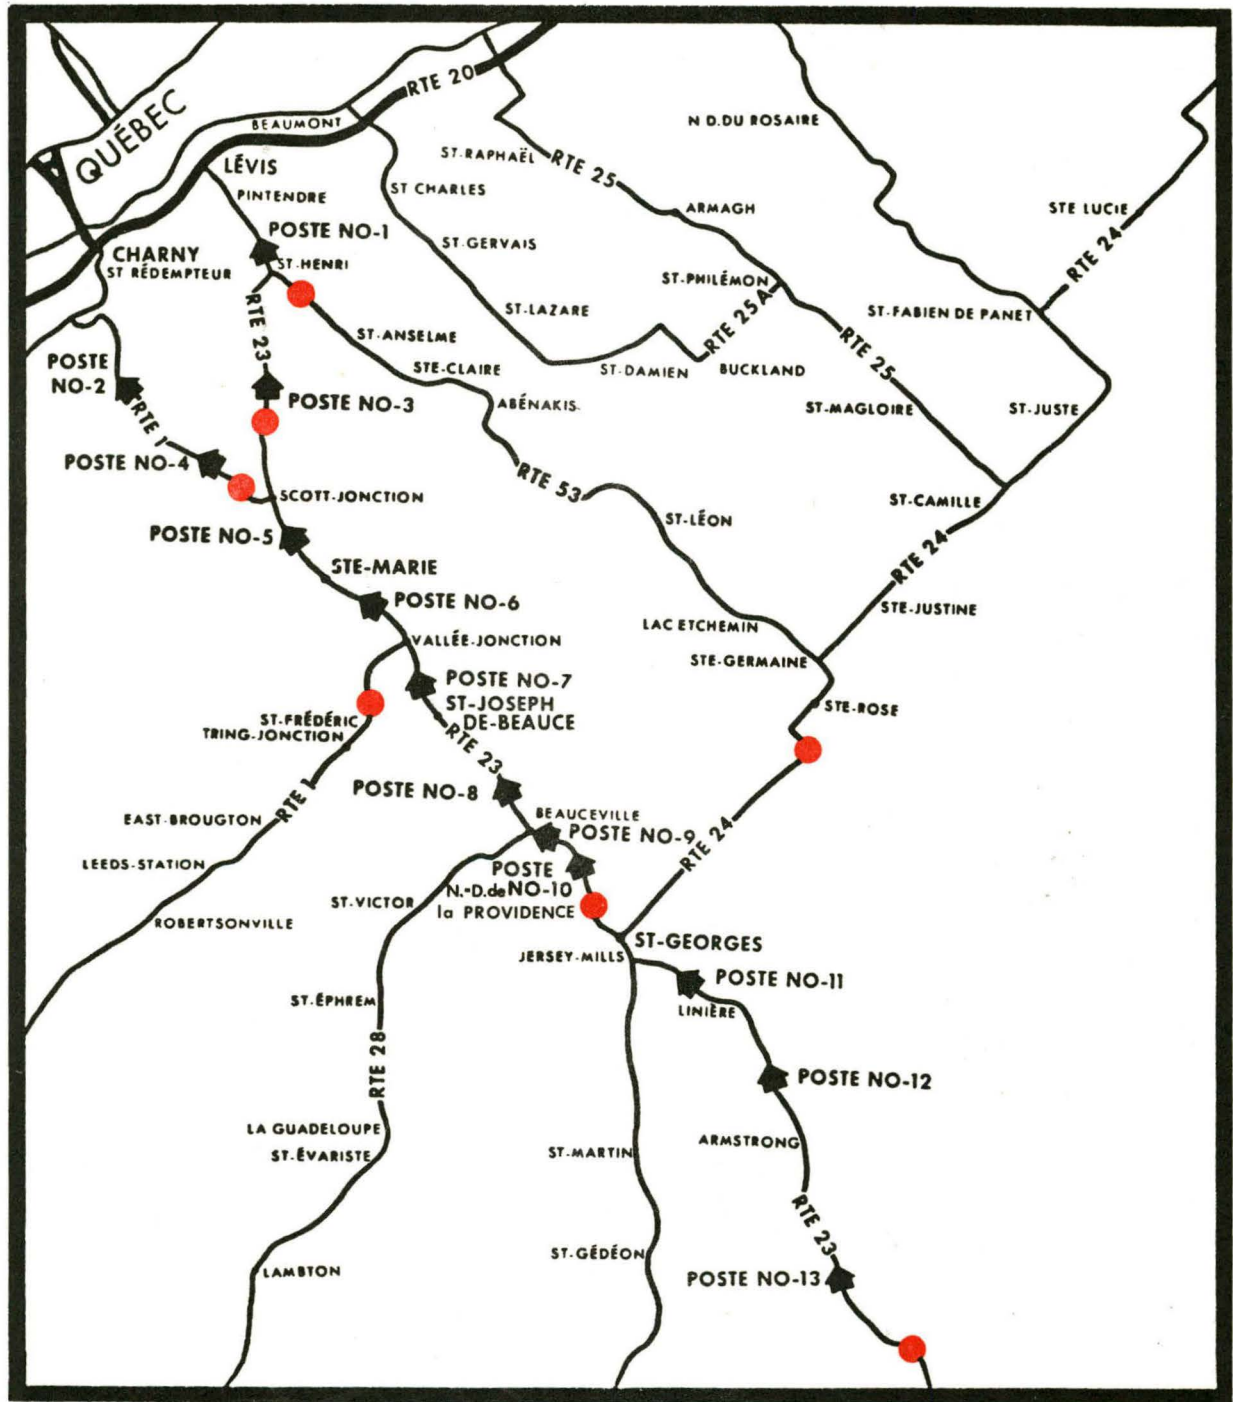 RTE 20
QUÉBEC
BEAUMONT
N D.DU ROSAIRE
ST-RAPHAËL
RTE 25
LÉVIS
PINTENDRE
ST CHARLES
ARMAGH
STE LUCIE
RTE 24
POSTE NO-1
ST-GERVAIS
CHARNY
ST RÉDEMPTEUR
ST-HENRI
ST-PHILÉMON
RTE 23
ST-LAZARE
RTE 25A
ST-FABIEN DE PANET
ST-ANSELME
RTE 25
POSTE
NO-2
STE-CLAIRE
ST-DAMIEN
BUCKLAND
POSTE NO-3
ABÉNAKIS
ST-MAGLOIRE
ST-JUSTE
RTE 1
POSTE NO-4
RTE 53
SCOTT-JONCTION
ST-CAMILLE
POSTE NO-5
ST-LÉON
RTE 24
STE-MARIE
POSTE NO-6
STE-JUSTINE
LAC ETCHEMIN
VALLÉE-JONCTION
STE-GERMAINE
POSTE NO-7
ST-JOSEPH
DE-BEAUCE
STE-ROSE
ST-FRÉDÉRIC
TRING-JONCTION
RTE 23
POSTE NO-8
RTE 1
EAST-BROUGTON
BEAUCEVILLE
POSTE NO-9
RTE 24
LEEDS-STATION
POSTE
N.-D.de NO-10
la PROVIDENCE
ST-VICTOR
ROBERTSONVILLE
ST-GEORGES
JERSEY-MILLS
POSTE NO-11
ST-ÉPHREM
LINIÈRE
RTE 28
POSTE NO-12
LA GUADELOUPE
ST-ÉVARISTE
ST-MARTIN
ARMSTRONG
RTE 23
ST-GÉDÉON
LAMBTON
POSTE NO-13